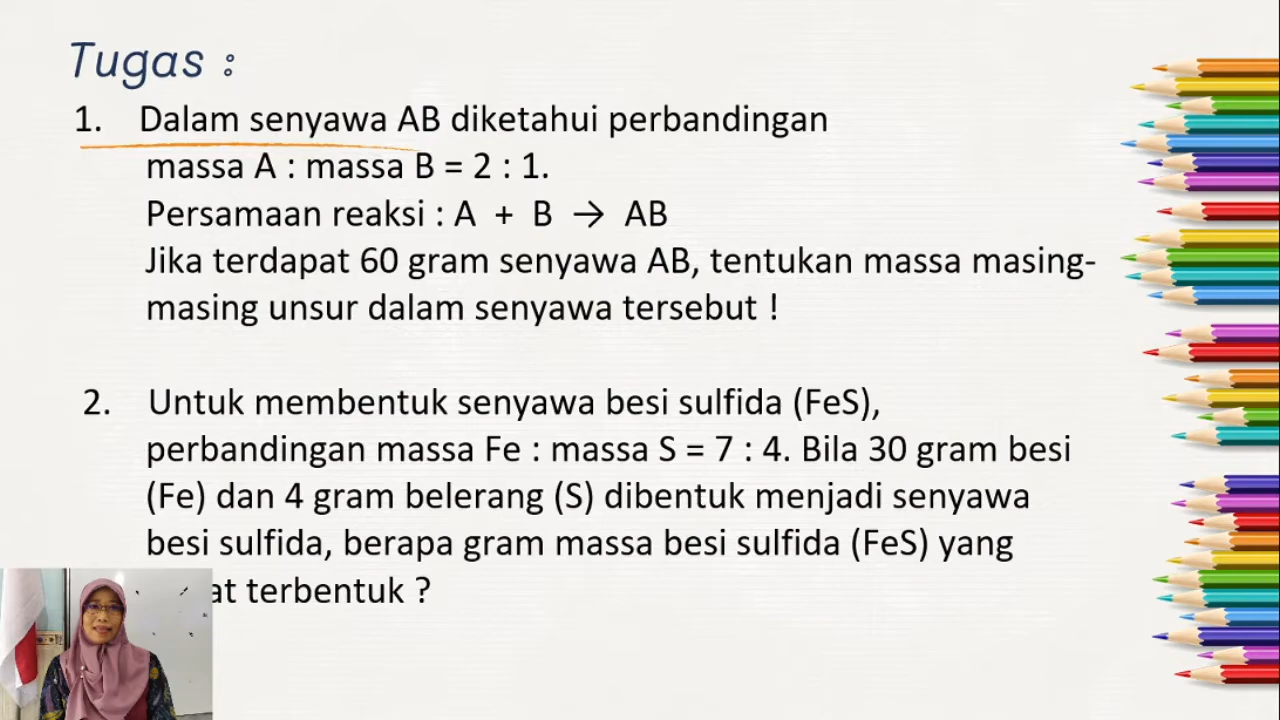 Tugas :
1. Dalam senyawa AB diketahui perbandingan
massa A : massa B = 2 : 1.
Persamaan reaksi : A + B → AB
Jika terdapat 60 gram senyawa AB, tentukan massa masing-
masing unsur dalam senyawa tersebut !
2. Untuk membentuk senyawa besi sulfida (FeS),
perbandingan massa Fe : massa S = 7 : 4. Bila 30 gram besi
(Fe) dan 4 gram belerang (S) dibentuk menjadi senyawa
besi sulfida, berapa gram massa besi sulfida (FeS) yang
terbentuk ?